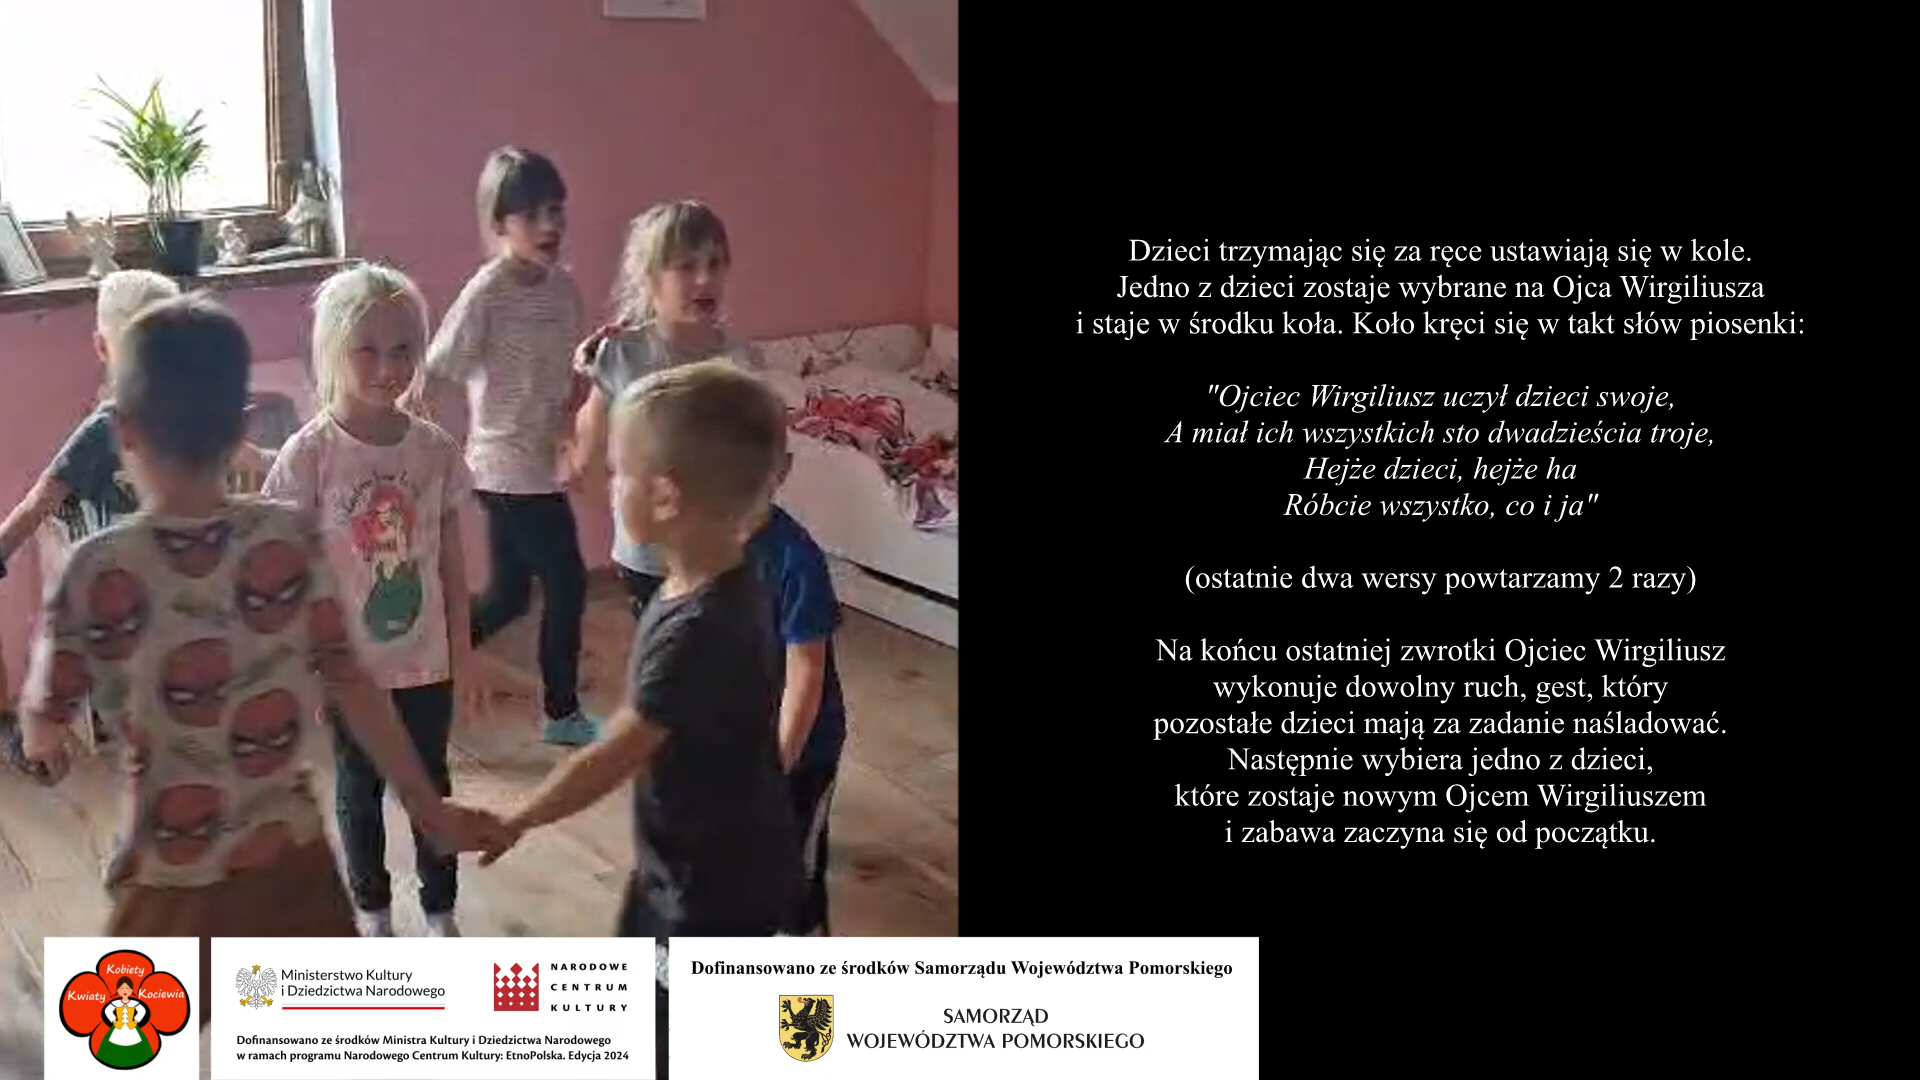 Dzieci trzymając się za ręce ustawiają się w kole.
Jedno z dzieci zostaje wybrane na Ojca Wirgiliusza
i staje w środku koła. Koło kręci się w takt słów piosenki:
"Ojciec Wirgiliusz uczył dzieci swoje,
A miał ich wszystkich sto dwadzieścia troje,
Hejże dzieci, hejże ha
Róbcie wszystko, co i ja"
(ostatnie dwa wersy powtarzamy 2 razy)
Na końcu ostatniej zwrotki Ojciec Wirgiliusz
wykonuje dowolny ruch, gest, który
pozostałe dzieci mają za zadanie naśladować.
Następnie wybiera jedno z dzieci,
które zostaje nowym Ojcem Wirgiliuszem
i zabawa zaczyna się od początku.
Kobiety
Kwiaty
Kociewia
Ministerstwo Kultury
i Dziedzictwa Narodowego
NARODOWE
CENTRUM
KULTURY
Dofinansowano ze środków Ministra Kultury i Dziedzictwa Narodowego
w ramach programu Narodowego Centrum Kultury: EtnoPolska. Edycja 2024
Dofinansowano ze środków Samorządu Województwa Pomorskiego
SAMORZĄD
WOJEWÓDZTWA POMORSKIEGO